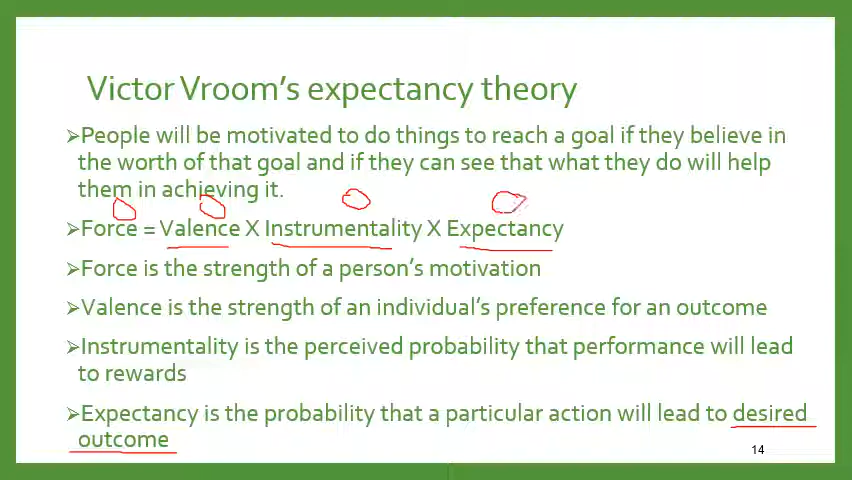 Victor Vroom's expectancy theory
➢People will be motivated to do things to reach a goal if they believe in
the worth of that goal and if they can see that what they do will help
them in achieving it.
➢Force = Valence X Instrumentality X Expectancy
➢Force is the strength of a person's motivation
➢Valence is the strength of an individual's preference for an outcome
➢Instrumentality is the perceived probability that performance will lead
to rewards
➢Expectancy is the probability that a particular action will lead to desired
outcome
14